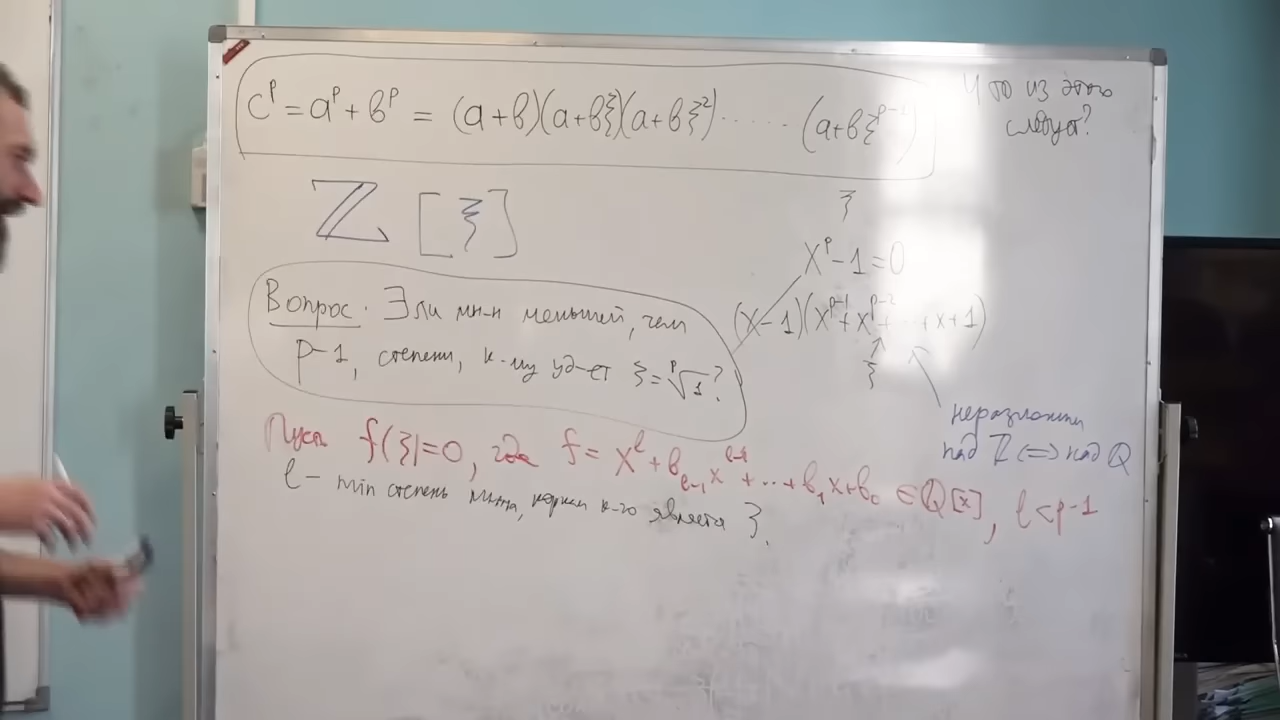 c^p = a^p + b^p = (a+b)(a+bξ)(a+bξ²)......(a+bξ^{p-1})
Что из этого
следует?
ℤ [ξ]
ξ
x^p - 1 = 0
(x-1)(x^{p-1} + x^{p-2} + ... + x + 1)
ξ
неразложим
над ℤ <=> над Q
Вопрос. ∃ ли мн-н меньшей, чем
p-1, степени, к-му уд-ет ξ = ᵖ√1?
Пусть f(ξ)=0, где f = x^l + b_{l-1}x^{l-1} + ... + b_1x + b_0 ∈ Q[x], l < p-1
l - min степень мн-на, корнем к-го является ξ.